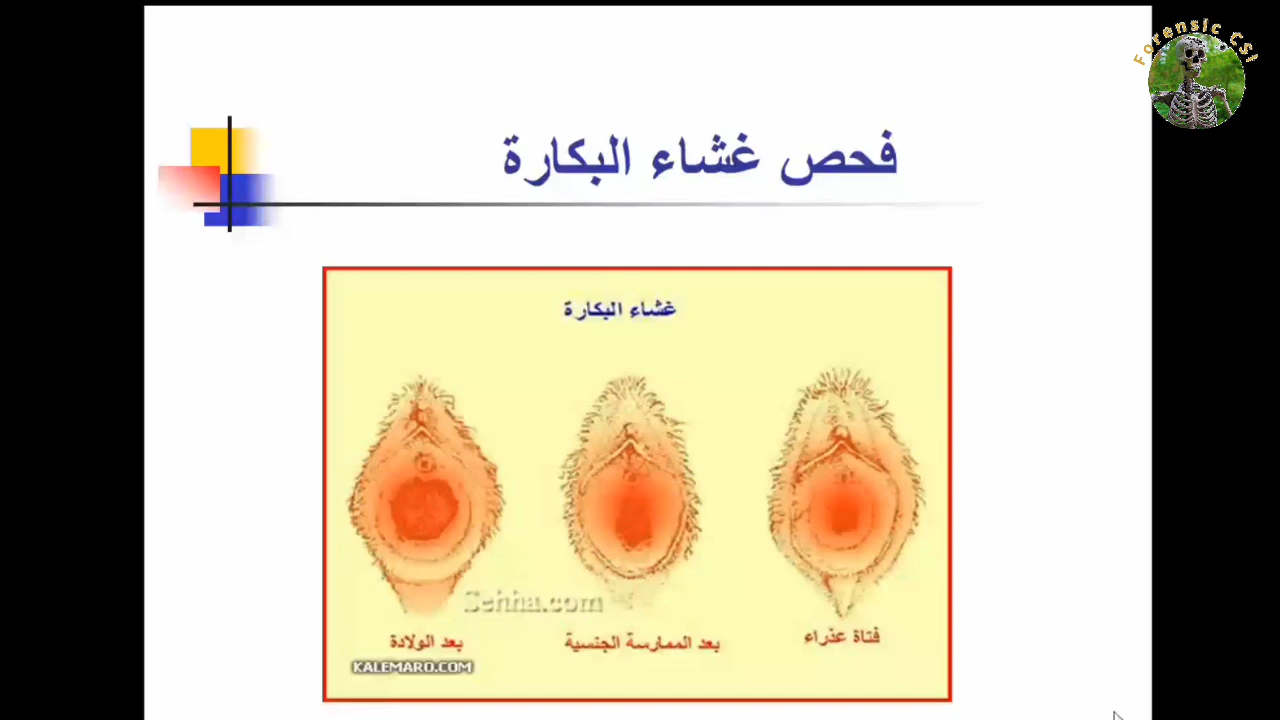 Forensic CSI
فحص غشاء البكارة
غشاء البكارة
Sehha.com
فتاة عذراء
بعد الممارسة الجنسية
بعد الولادة
KALEMARO.COM